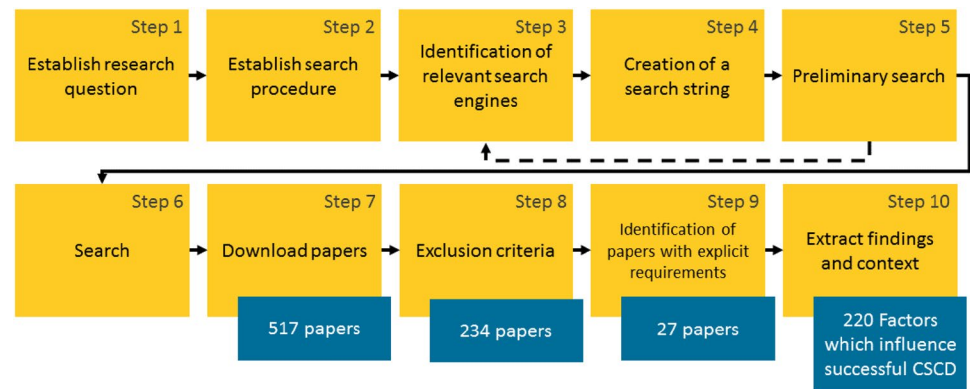 Step 1
Establish research
question
Step 2
Establish search
procedure
Step 3
Identification of
relevant search
engines
Step 4
Creation of a
search string
Step 5
Preliminary search
Step 6
Search
Step 7
Download papers
517 papers
Step 8
Exclusion criteria
234 papers
Step 9
Identification of
papers with explicit
requirements
27 papers
Step 10
Extract findings
and context
220 Factors
which influence
successful CSCD